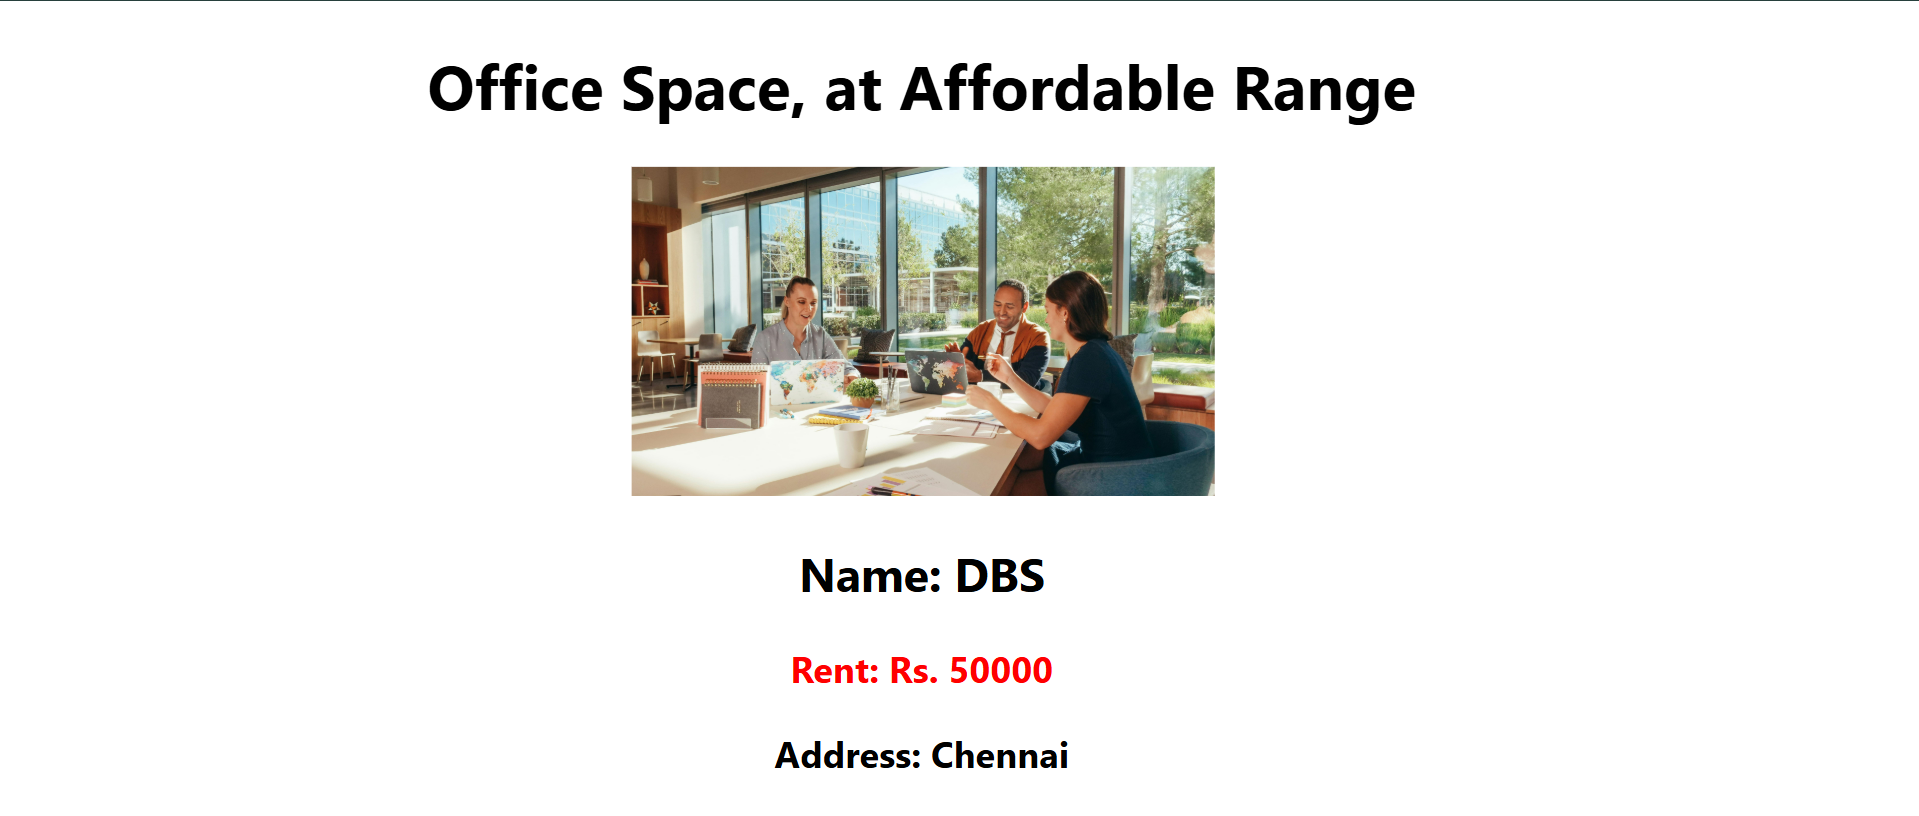 Office Space, at Affordable Range
Name: DBS
Rent: Rs. 50000
Address: Chennai